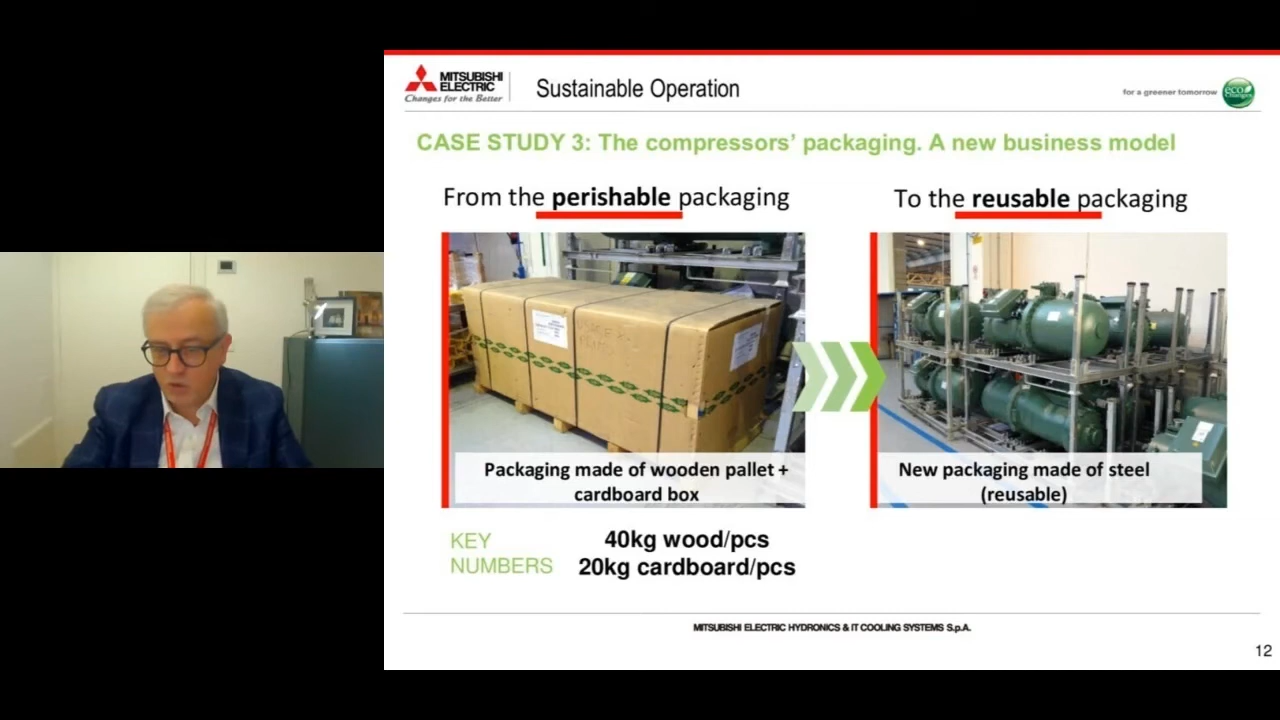 MITSUBISHI
ELECTRIC
Changes for the Better
Sustainable Operation
for a greener tomorrow
eco
Changes
CASE STUDY 3: The compressors’ packaging. A new business model
From the perishable packaging
To the reusable packaging
Packaging made of wooden pallet +
cardboard box
New packaging made of steel
(reusable)
KEY
NUMBERS
40kg wood/pcs
20kg cardboard/pcs
MITSUBISHI ELECTRIC HYDRONICS & IT COOLING SYSTEMS S.p.A.
12